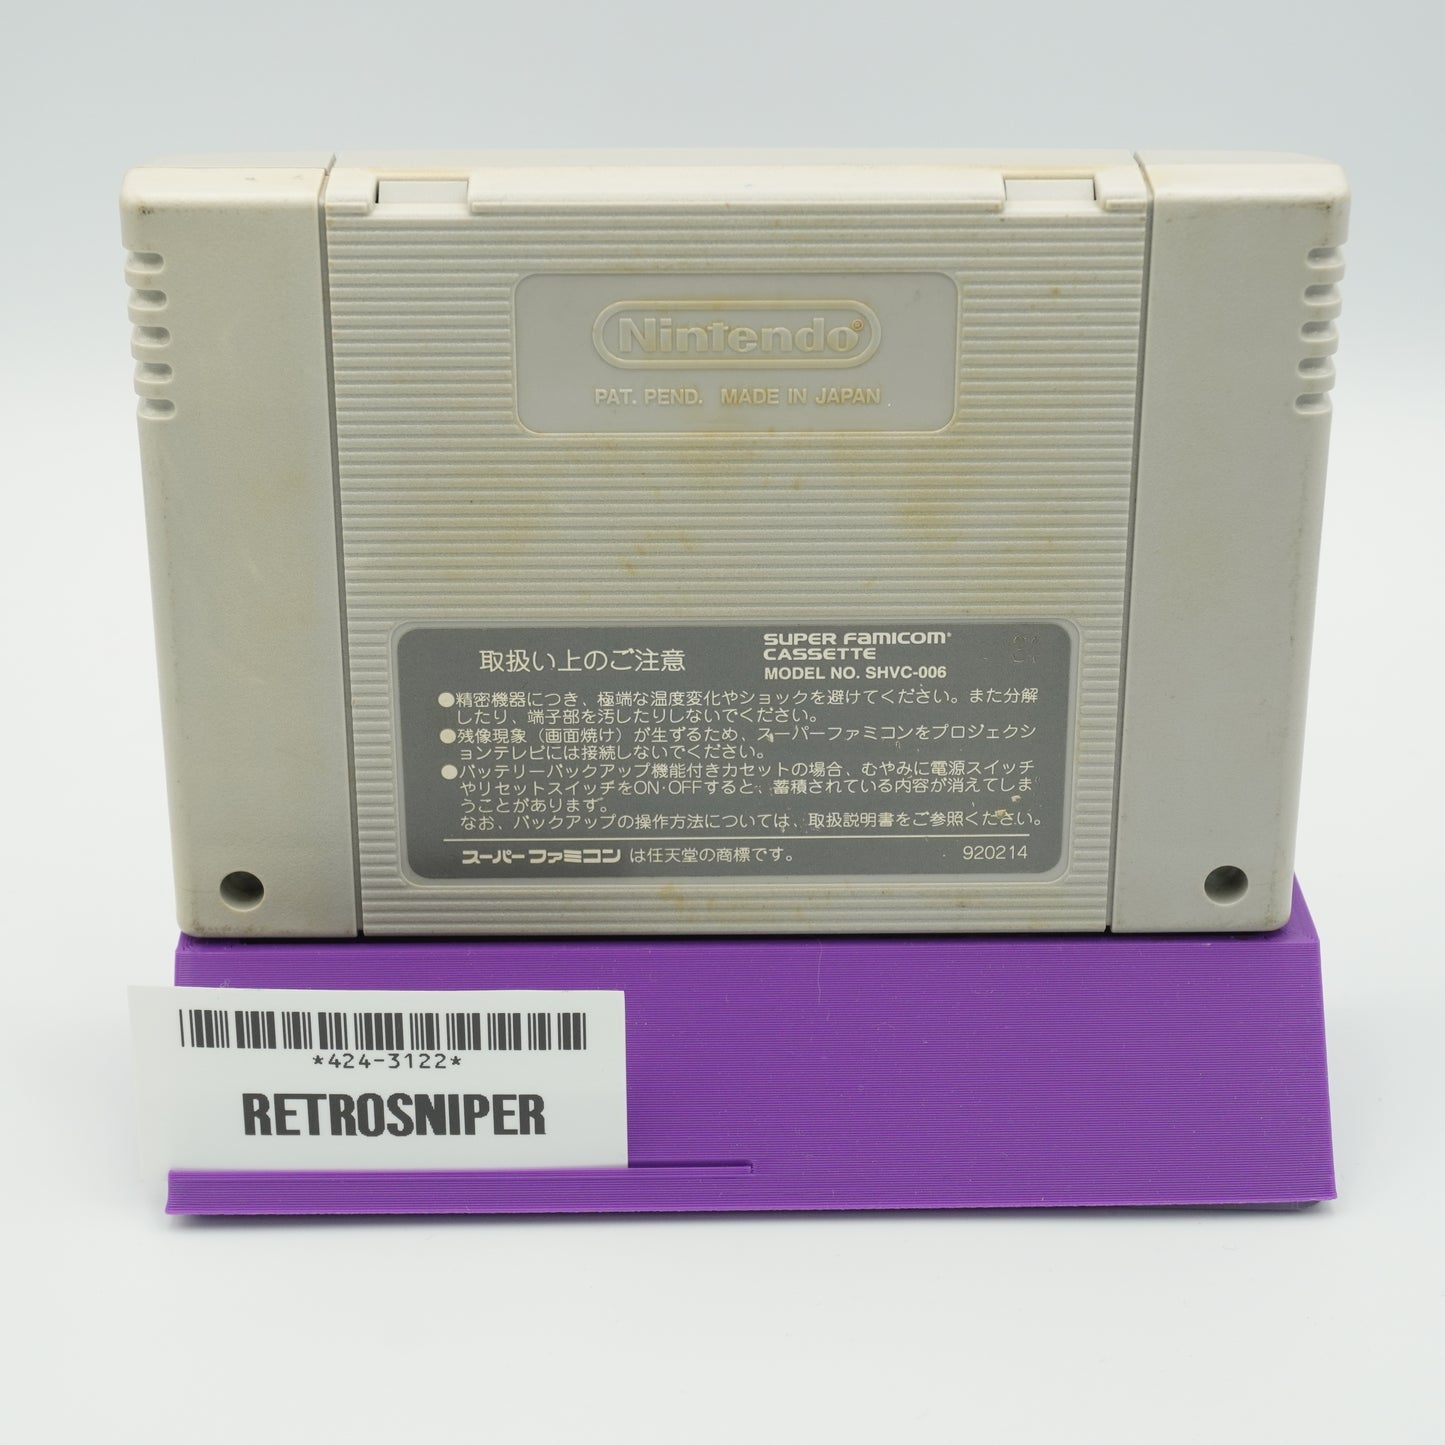 Nintendo®
PAT. PEND. MADE IN JAPAN
取扱い上のご注意
SUPER FAMICOM®
CASSETTE
MODEL NO. SHVC-006
●精密機器につき、極端な温度変化やショックを避けてください。また分解
したり、端子部を汚したりしないでください。
●残像現象（画面焼け）が生ずるため、スーパーファミコンをプロジェクシ
ョンテレビには接続しないでください。
●バッテリーバックアップ機能付きカセットの場合、むやみに電源スイッチ
やリセットスイッチをON・OFFすると、蓄積されている内容が消えてしま
うことがあります。
なお、バックアップの操作方法については、取扱説明書をご参照ください。
スーパーファミコン は任天堂の商標です。
920214
*424-3122*
RETROSNIPER